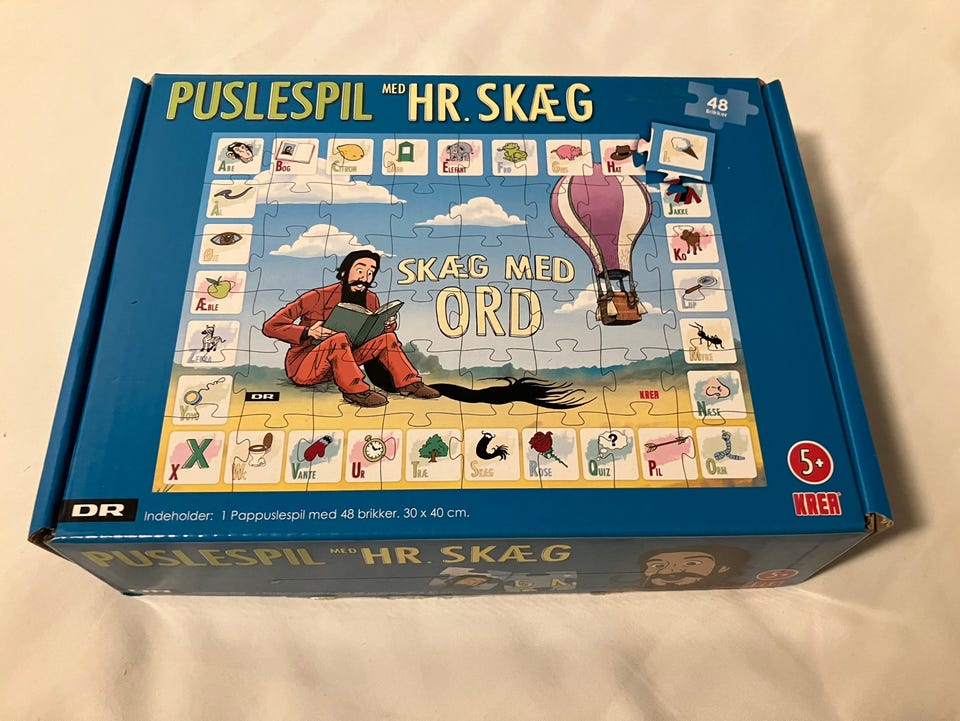 PUSLESPIL MED HR. SKÆG
48
Brikker
ABE BOG CITRON ELEFANT FRØ GRIS HAT
ÅL JAKKE
ØJE KO
ÆBLE LUP
ZEBRA MYRE
SKÆG MED
ORD
YOYO NÆSE
DR KREA
X WC VANTE UR TRÆ SKÆG ROSE QUIZ PIL ORM
5+
KREA
DR Indeholder: 1 Pappuslespil med 48 brikker. 30 x 40 cm.
PUSLESPIL MED HR. SKÆG
5+